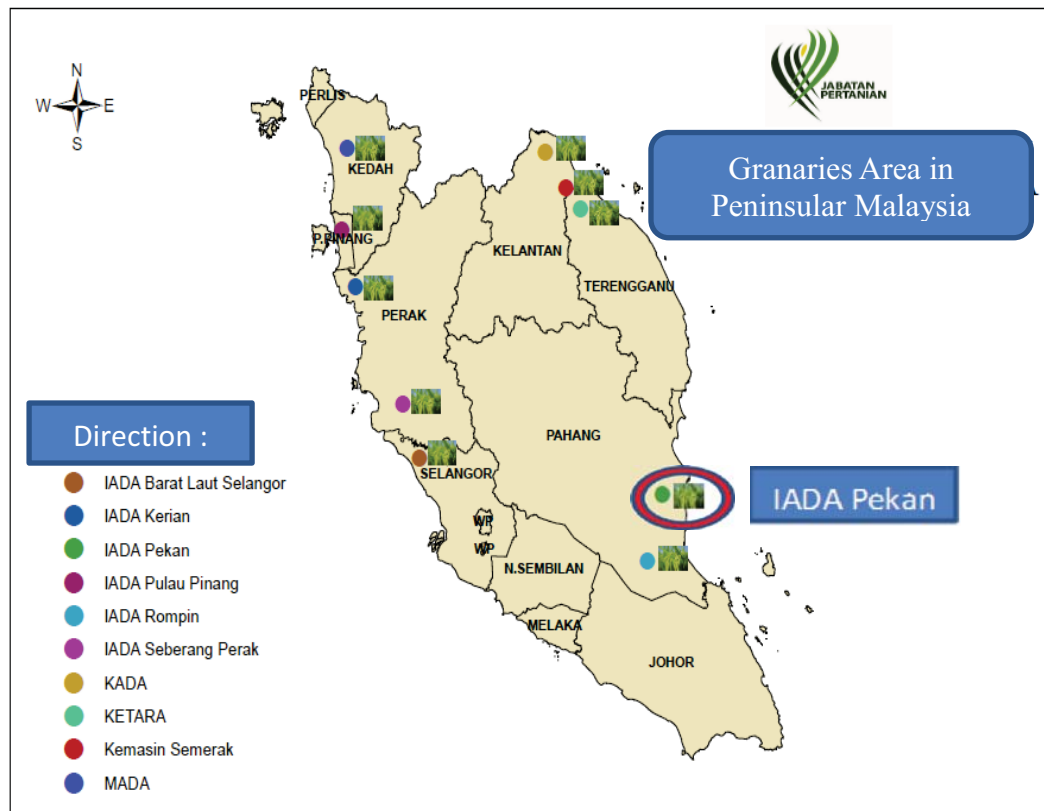 N
W E
S
JABATAN
PERTANIAN
Granaries Area in
Peninsular Malaysia
PERLIS
KEDAH
P.PINANG
KELANTAN
TERENGGANU
PERAK
PAHANG
SELANGOR
WP
WP
N.SEMBILAN
MELAKA
JOHOR
IADA Pekan
Direction :
IADA Barat Laut Selangor
IADA Kerian
IADA Pekan
IADA Pulau Pinang
IADA Rompin
IADA Seberang Perak
KADA
KETARA
Kemasin Semerak
MADA